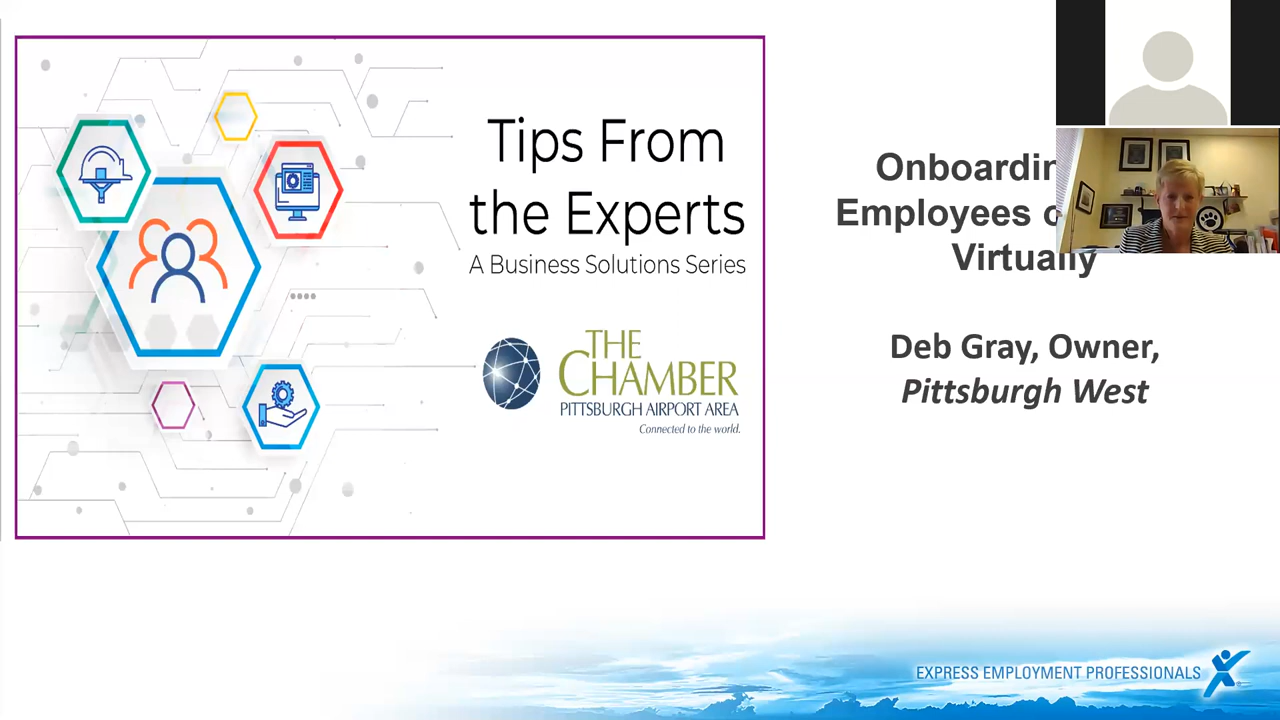 Tips From
the Experts
A Business Solutions Series
THE
CHAMBER
PITTSBURGH AIRPORT AREA
Connected to the world.
Employees
Virtually
Deb Gray, Owner,
Pittsburgh West
EXPRESS EMPLOYMENT PROFESSIONALS